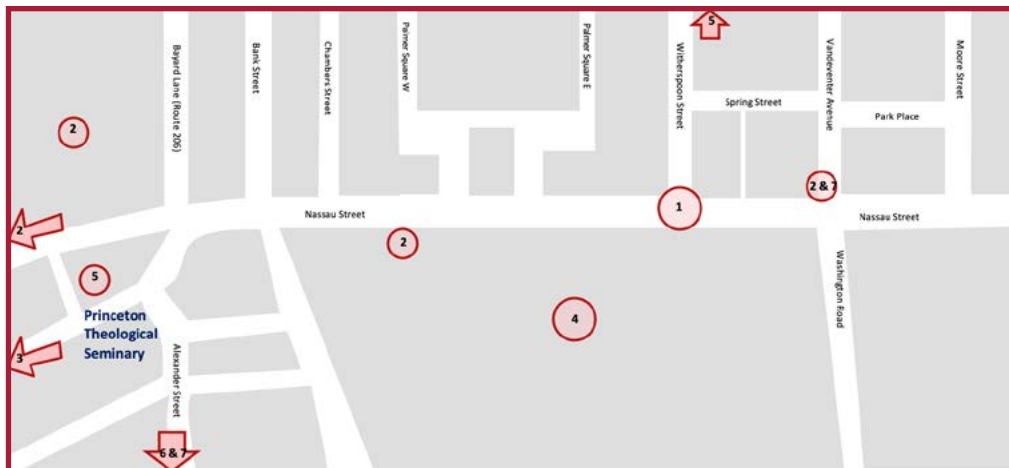 5
Bayard Lane (Route 206)
Bank Street
Chambers Street
Palmer Square W
Palmer Square E
Witherspoon Street
Vandeventer Avenue
Moore Street
Spring Street
Park Place
2
2 & 7
1
Nassau Street
Nassau Street
2
2
5
Washington Road
Princeton
Theological
Seminary
4
3
Alexander Street
6 & 7